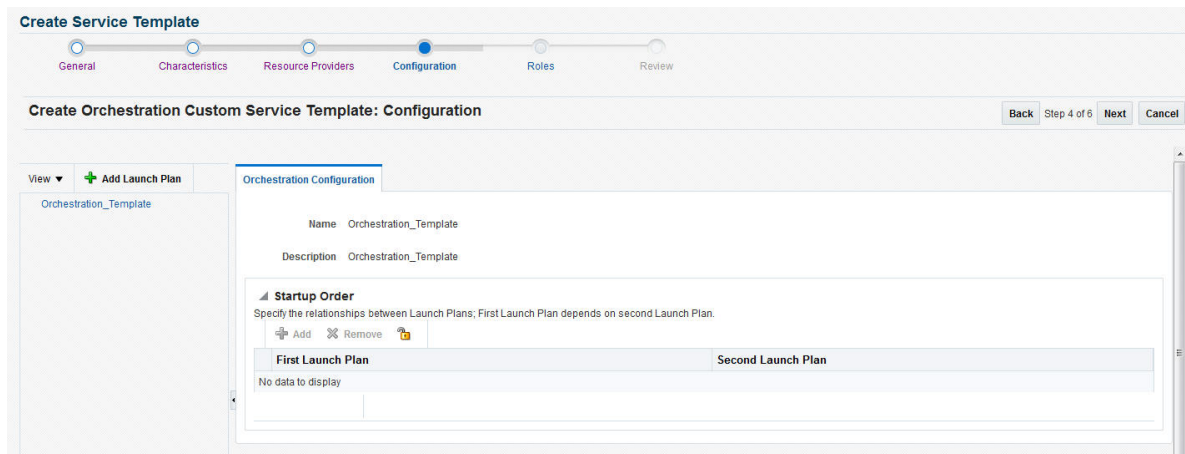 Create Service Template
General Characteristics Resource Providers Configuration Roles Review
Create Orchestration Custom Service Template: Configuration
Back Step 4 of 6 Next Cancel
View Add Launch Plan
Orchestration_Template
Orchestration Configuration
Name Orchestration_Template
Description Orchestration_Template
Startup Order
Specify the relationships between Launch Plans; First Launch Plan depends on second Launch Plan.
Add Remove
First Launch Plan Second Launch Plan
No data to display